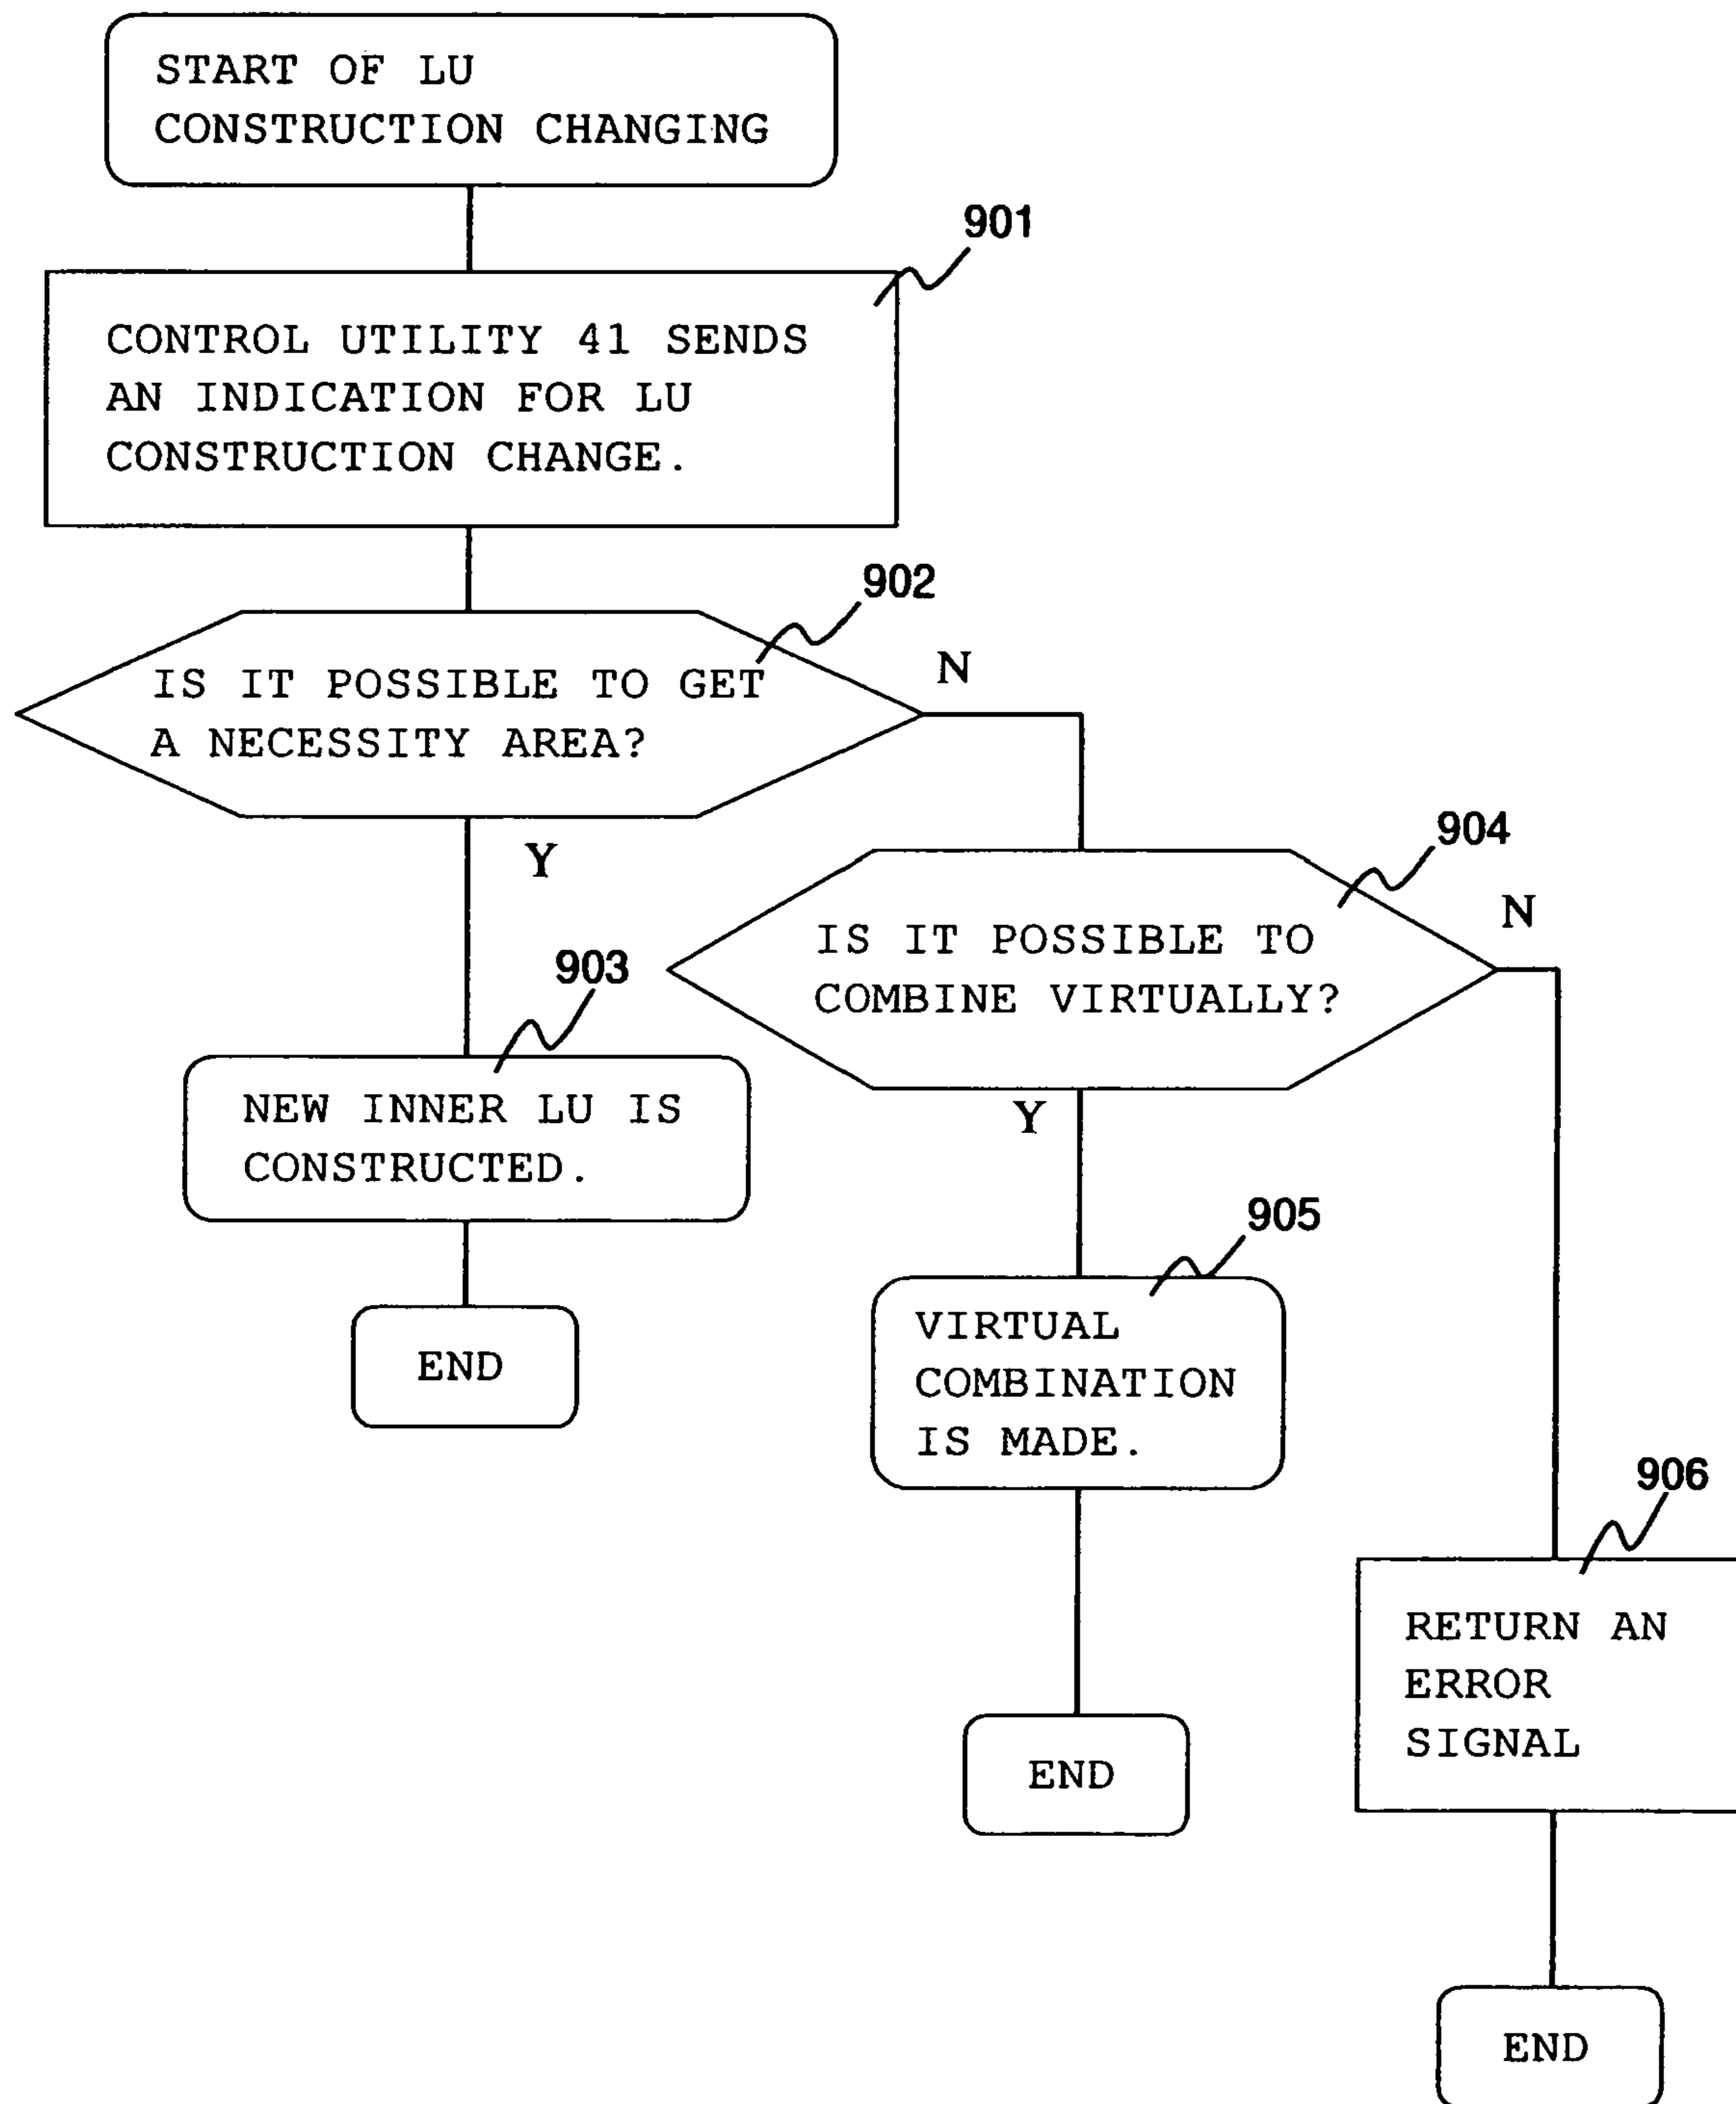 START OF LU
CONSTRUCTION CHANGING
901
CONTROL UTILITY 41 SENDS
AN INDICATION FOR LU
CONSTRUCTION CHANGE.
902
IS IT POSSIBLE TO GET
A NECESSITY AREA?
N
Y
904
IS IT POSSIBLE TO
COMBINE VIRTUALLY?
N
Y
903
NEW INNER LU IS
CONSTRUCTED.
END
905
VIRTUAL
COMBINATION
IS MADE.
END
906
RETURN AN
ERROR
SIGNAL
END